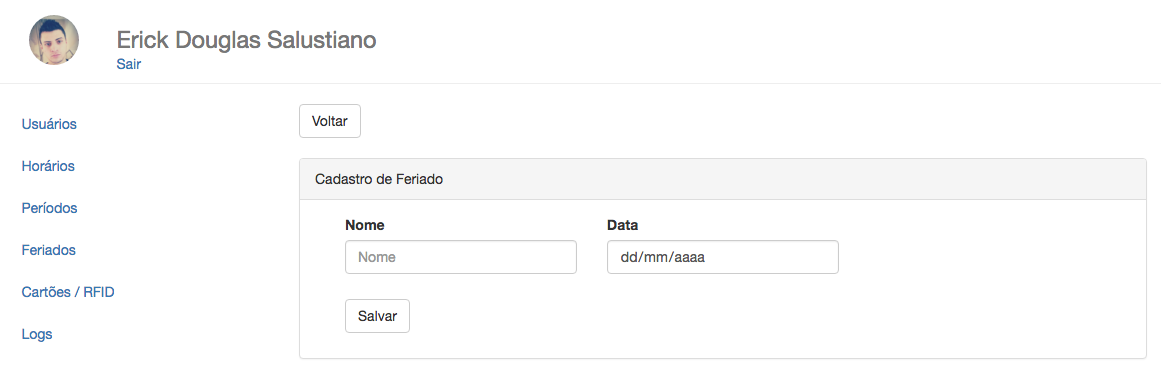 Erick Douglas Salustiano
Sair
Usuários
Horários
Períodos
Feriados
Cartões / RFID
Logs
Voltar
Cadastro de Feriado
Nome
Data
Nome
dd/mm/aaaa
Salvar